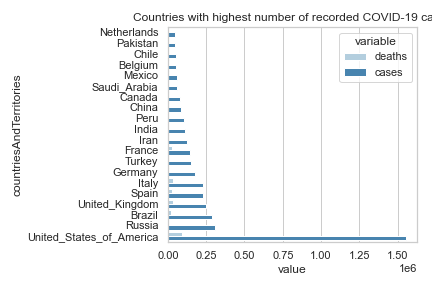 Countries with highest number of recorded COVID-19 ca
variable
deaths
cases
countriesAndTerritories
Netherlands
Pakistan
Chile
Belgium
Mexico
Saudi_Arabia
Canada
China
Peru
India
Iran
France
Turkey
Germany
Italy
Spain
United_Kingdom
Brazil
Russia
United_States_of_America
0.00 0.25 0.50 0.75 1.00 1.25 1.50
1e6
value